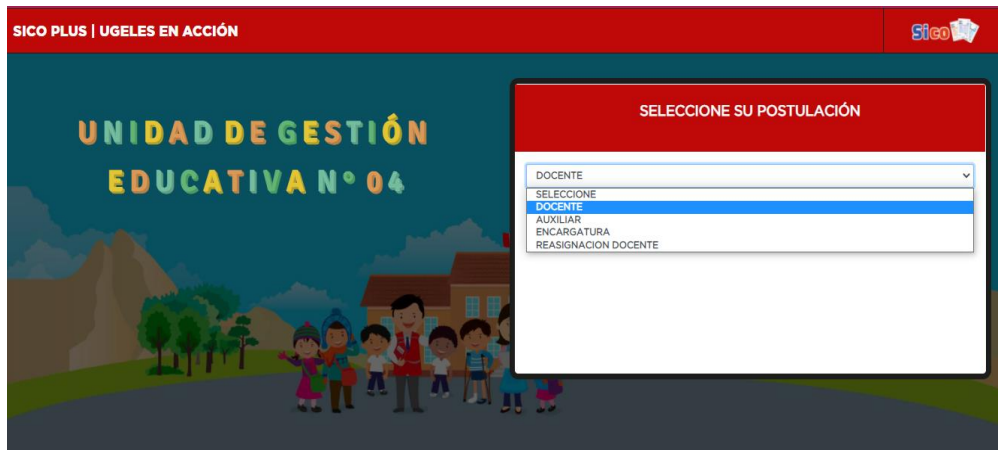 SICO PLUS | UGELES EN ACCIÓN
Sico
UNIDAD DE GESTIÓN
EDUCATIVA N° 04
SELECCIONE SU POSTULACIÓN
DOCENTE
SELECCIONE
DOCENTE
AUXILIAR
ENCARGATURA
REASIGNACION DOCENTE